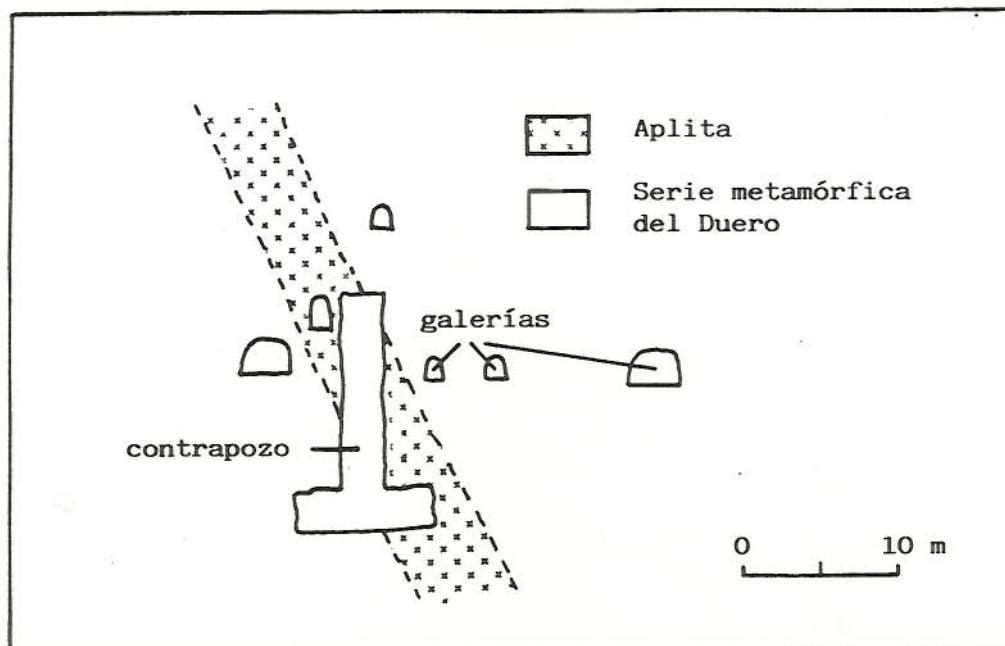 Aplita
Serie metamórfica
del Duero
galerías
contrapozo
0 10 m